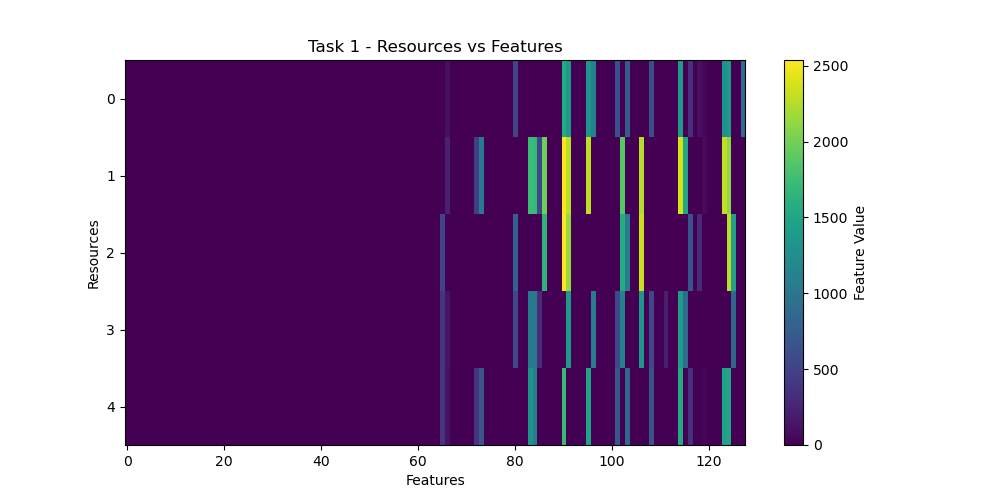 Task 1 - Resources vs Features
Resources
0
1
2
3
4
0 20 40 60 80 100 120
Features
2500
2000
1500
1000
500
0
Feature Value